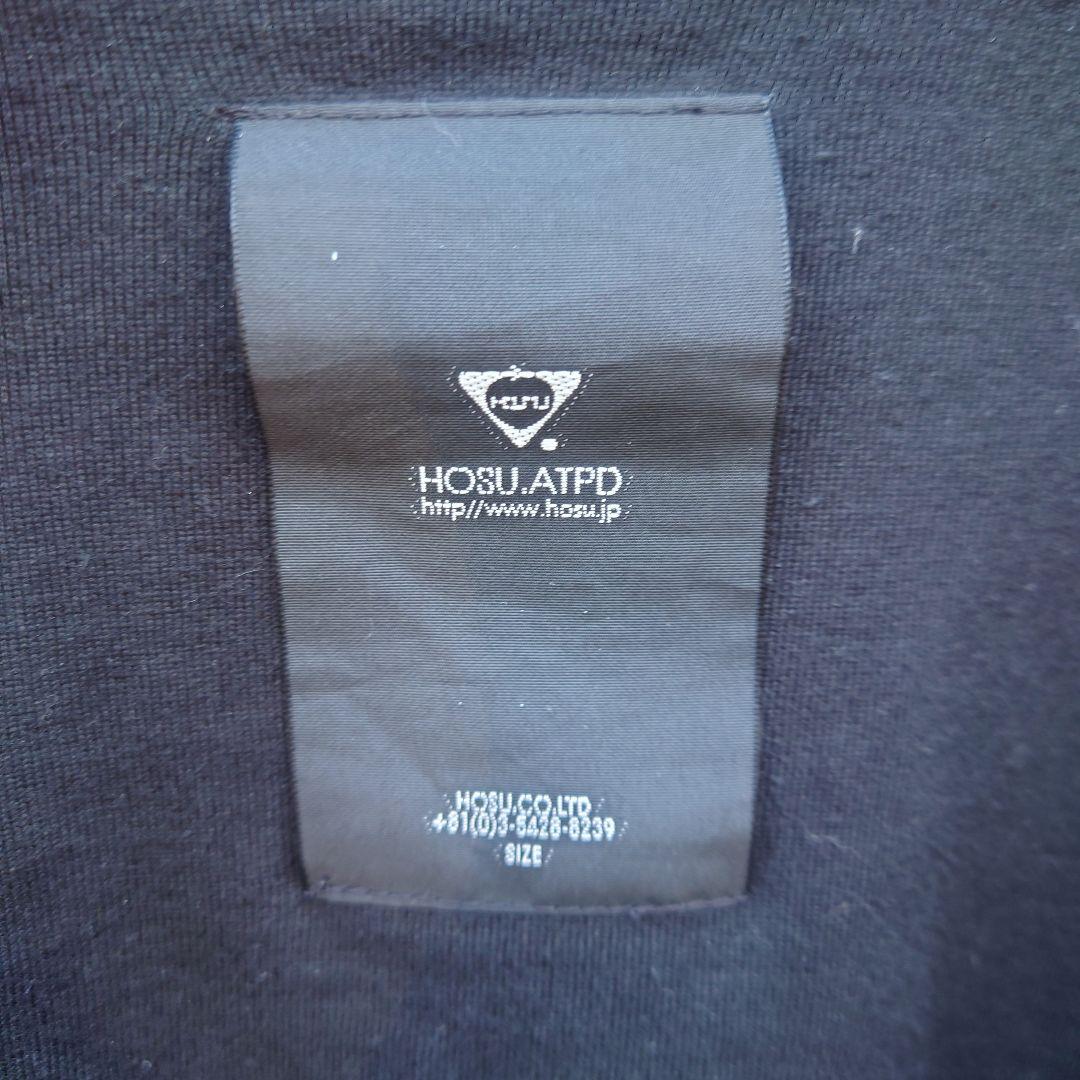 HOSU
HOSU.ATPD
http//www.hosu.jp
HOSU.CO.LTD
+81(0)3-5428-8239
SIZE